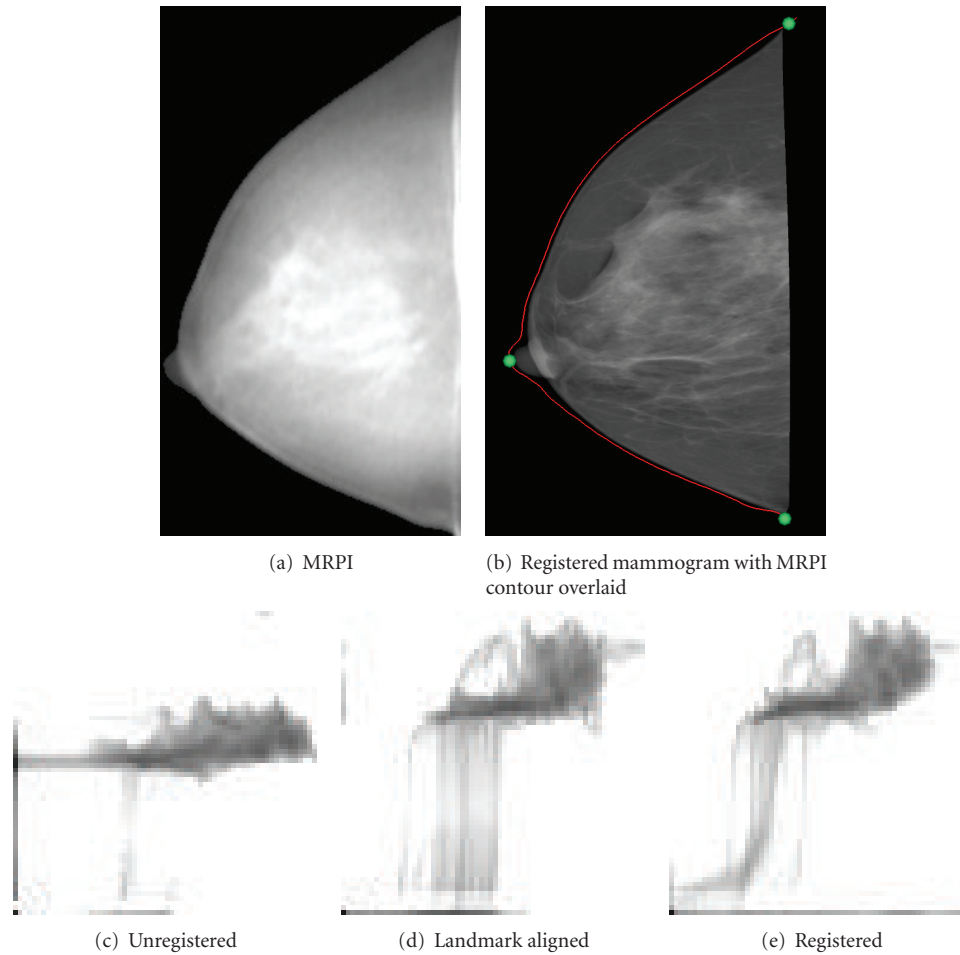 (a) MRPI
(b) Registered mammogram with MRPI
contour overlaid
(c) Unregistered
(d) Landmark aligned
(e) Registered